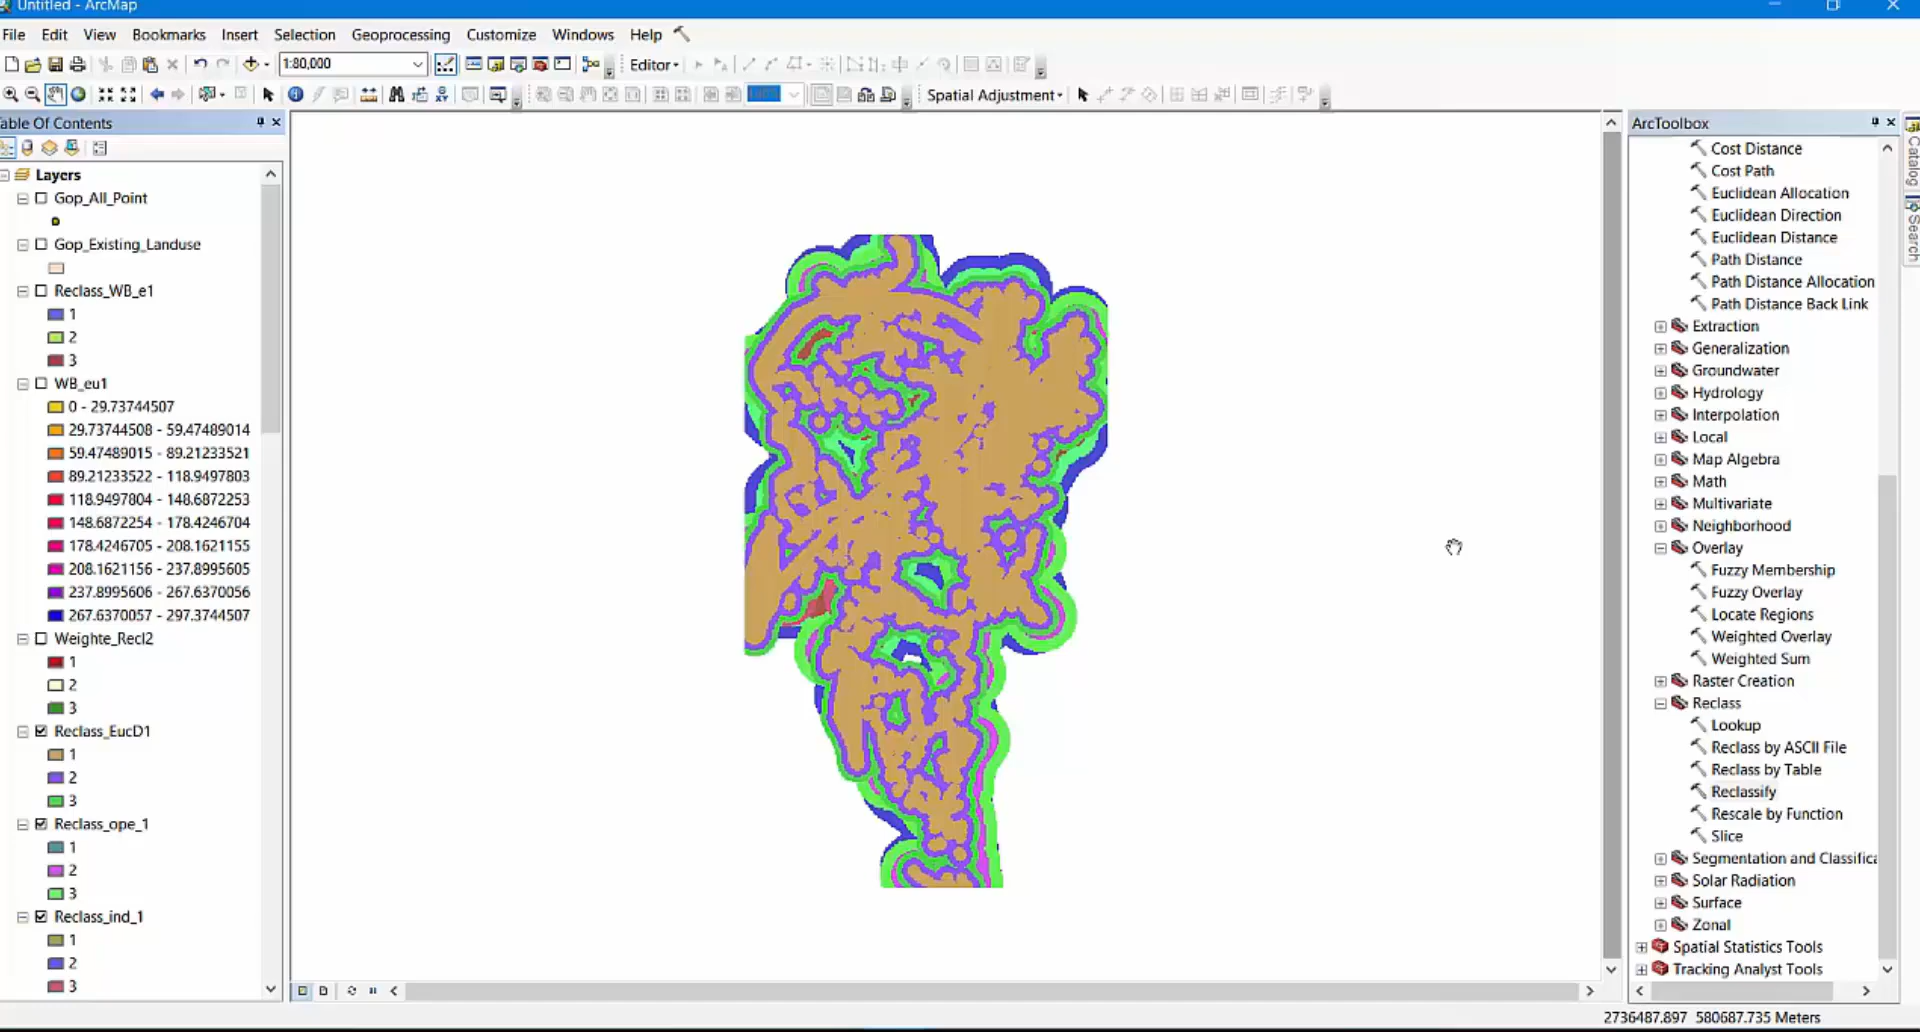 Untitled - ArcMap
File Edit View Bookmarks Insert Selection Geoprocessing Customize Windows Help
1:80,000
Editor
Spatial Adjustment
Table Of Contents
Layers
Gop_All_Point
Gop_Existing_Landuse
Reclass_WB_e1
1
2
3
WB_eu1
0 - 29.73744507
29.73744508 - 59.47489014
59.47489015 - 89.21233521
89.21233522 - 118.9497803
118.9497804 - 148.6872253
148.6872254 - 178.4246704
178.4246705 - 208.1621155
208.1621156 - 237.8995605
237.8995606 - 267.6370056
267.6370057 - 297.3744507
Weighte_Recl2
1
2
3
Reclass_EucD1
1
2
3
Reclass_ope_1
1
2
3
Reclass_ind_1
1
2
3
ArcToolbox
Cost Distance
Cost Path
Euclidean Allocation
Euclidean Direction
Euclidean Distance
Path Distance
Path Distance Allocation
Path Distance Back Link
Extraction
Generalization
Groundwater
Hydrology
Interpolation
Local
Map Algebra
Math
Multivariate
Neighborhood
Overlay
Fuzzy Membership
Fuzzy Overlay
Locate Regions
Weighted Overlay
Weighted Sum
Raster Creation
Reclass
Lookup
Reclass by ASCII File
Reclass by Table
Reclassify
Rescale by Function
Slice
Segmentation and Classifica
Solar Radiation
Surface
Zonal
Spatial Statistics Tools
Tracking Analyst Tools
Catalog
Search
2736487.897 580687.735 Meters